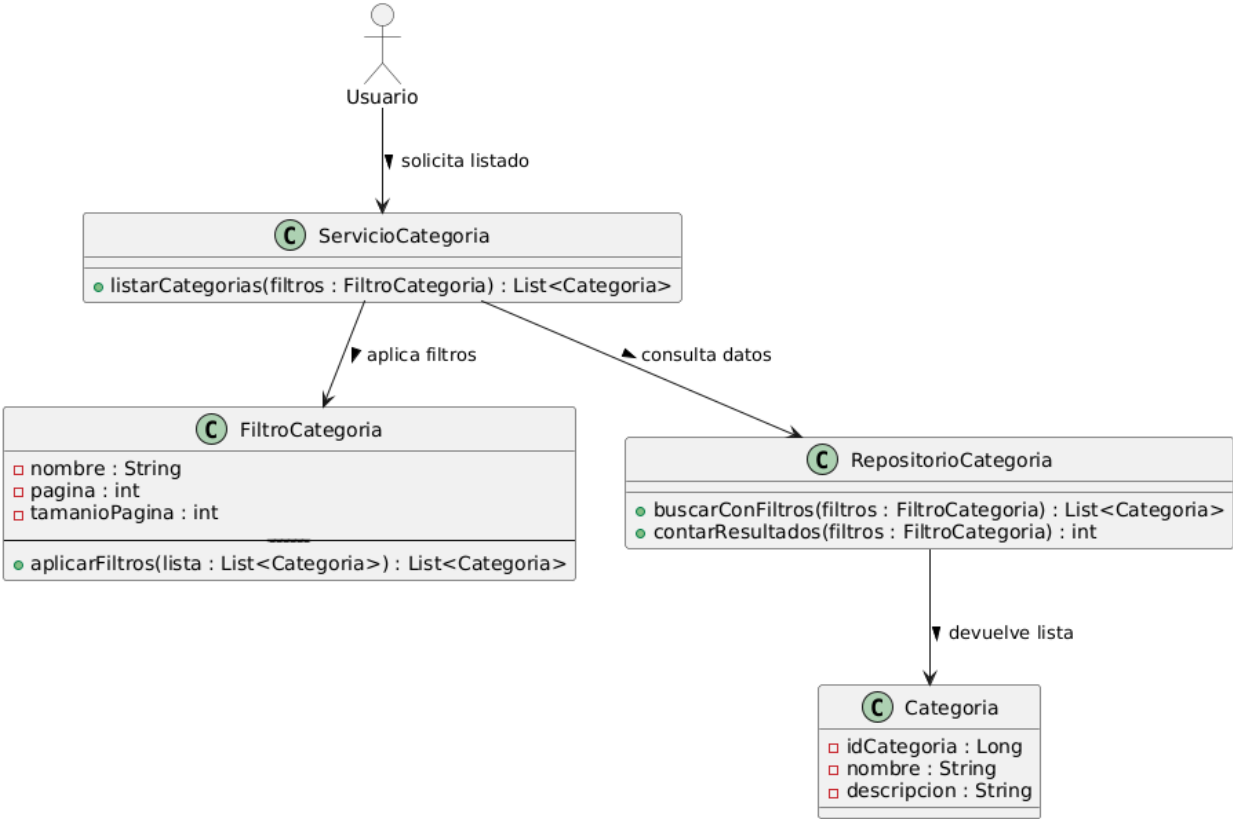 Usuario
solicita listado
C ServicioCategoria
listarCategorias(filtros : FiltroCategoria) : List<Categoria>
aplica filtros
consulta datos
C FiltroCategoria
nombre : String
pagina : int
tamanioPagina : int
aplicarFiltros(lista : List<Categoria>) : List<Categoria>
C RepositorioCategoria
buscarConFiltros(filtros : FiltroCategoria) : List<Categoria>
contarResultados(filtros : FiltroCategoria) : int
devuelve lista
C Categoria
idCategoria : Long
nombre : String
descripcion : String